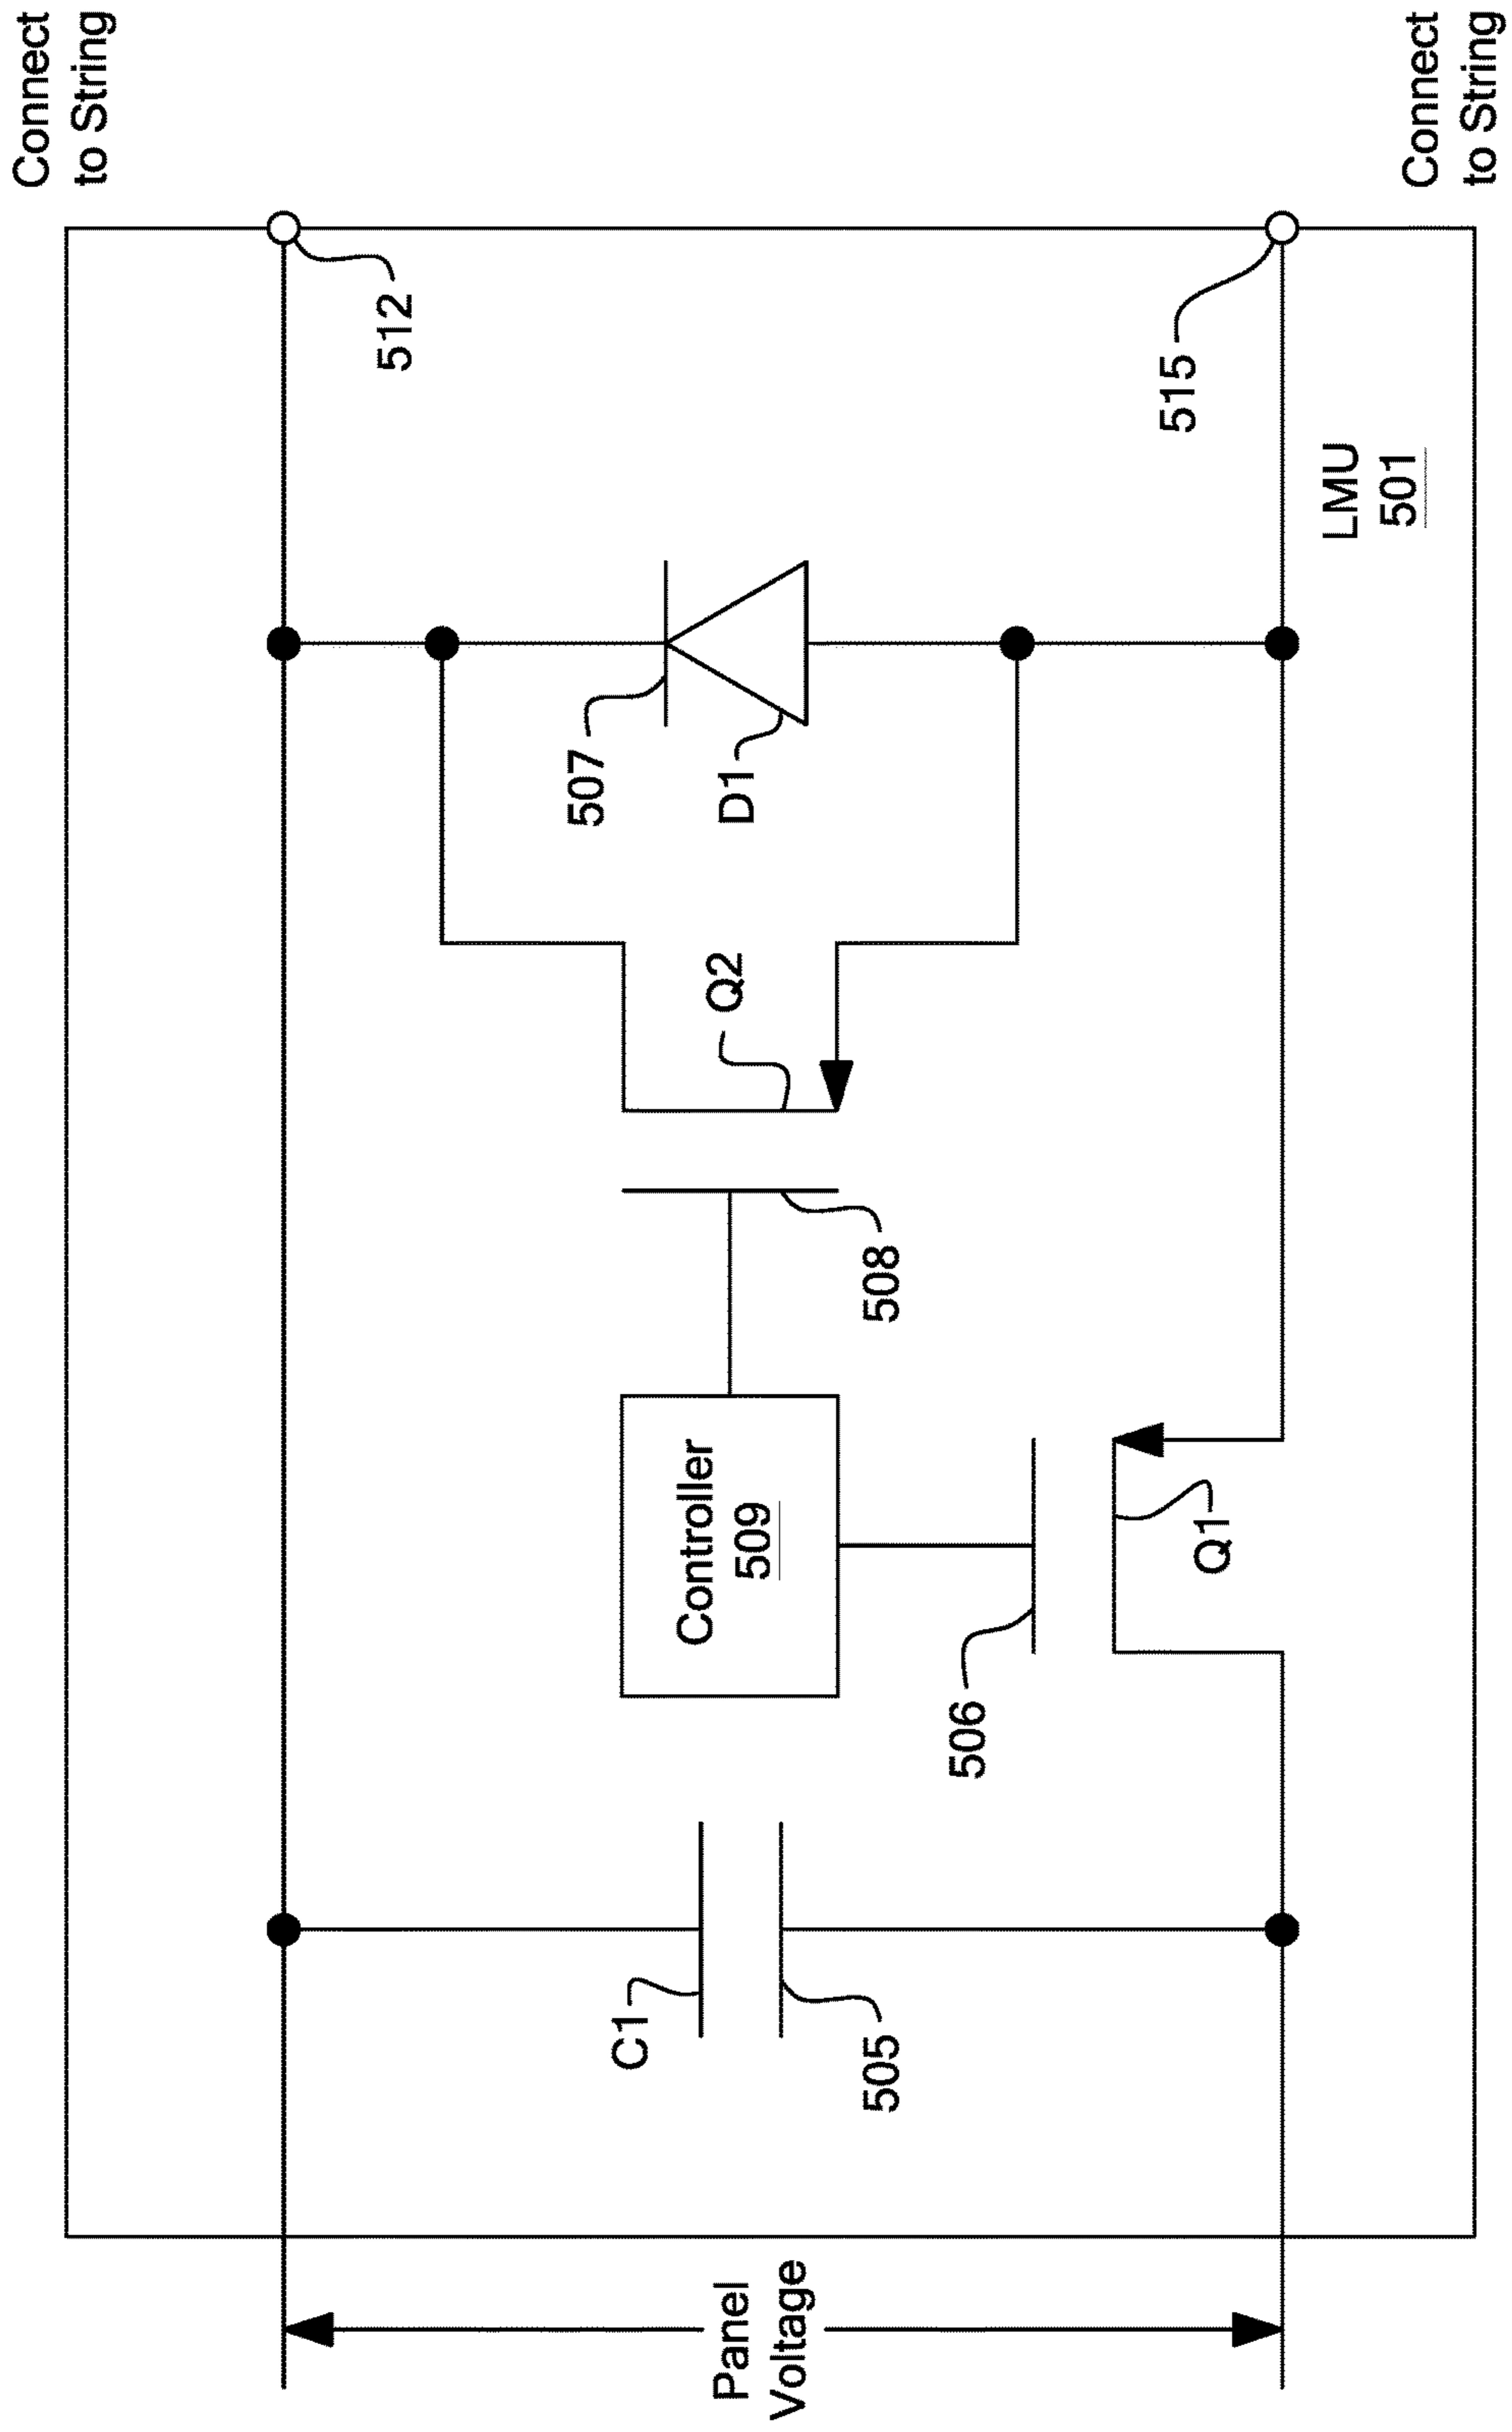 Connect
to String
Connect
to String
512
515
LMU
501
507
D1
Q2
508
Controller
509
Q1
506
C1
505
Panel
Voltage